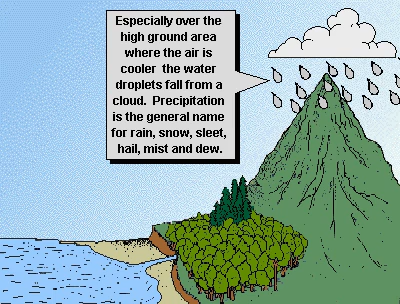 Especially over the
high ground area
where the air is
cooler the water
droplets fall from a
cloud. Precipitation
is the general name
for rain, snow, sleet,
hail, mist and dew.